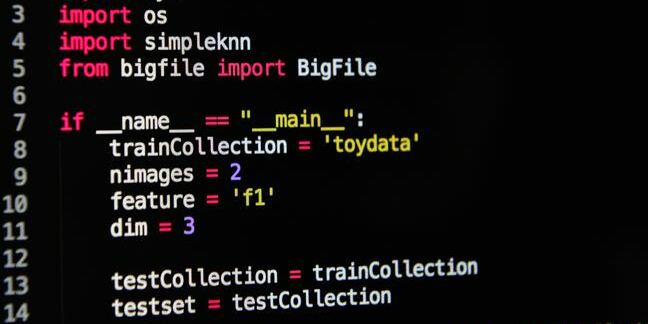 3 import os
4 import simpleknn
5 from bigfile import BigFile
6
7 if __name__ == "__main__":
8 trainCollection = 'toydata'
9 nimages = 2
10 feature = 'f1'
11 dim = 3
12
13 testCollection = trainCollection
14 testset = testCollection